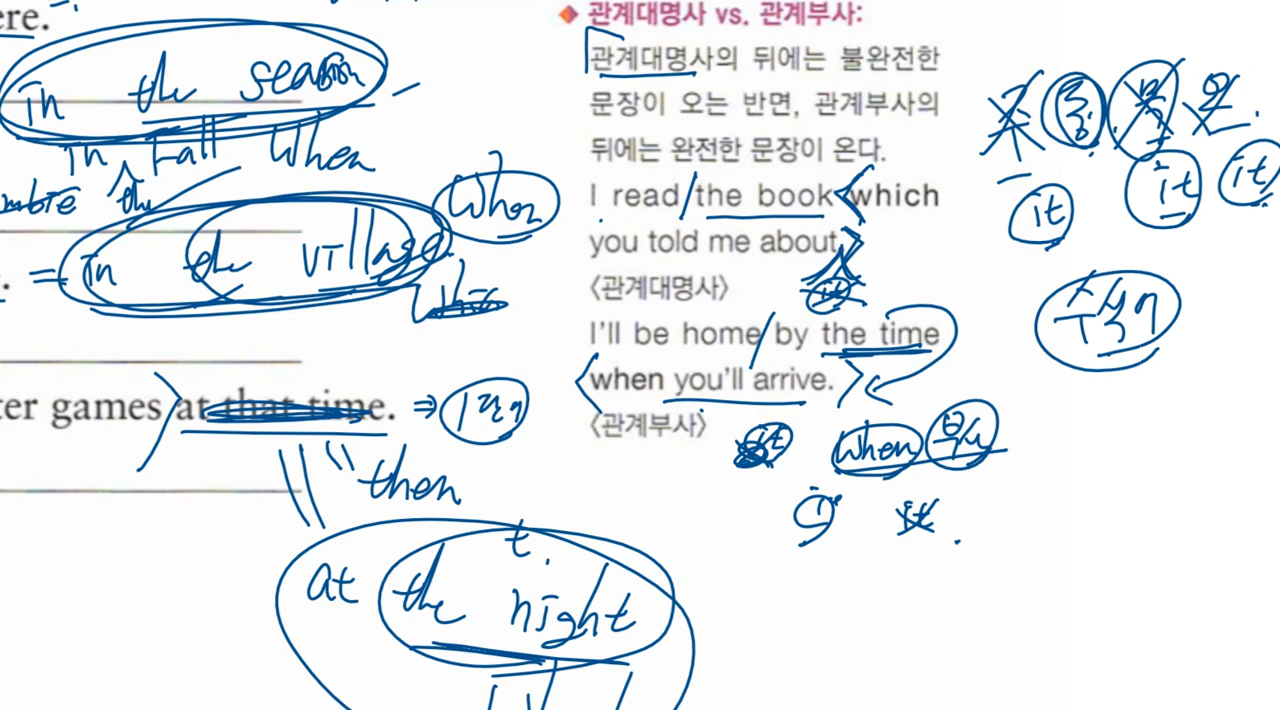 ere.
in the season
in Fall When
the
When
= in the village
ter games at that time. ⇒
then
at the night
t.
◆ 관계대명사 vs. 관계부사:
관계대명사의 뒤에는 불완전한
문장이 오는 반면, 관계부사의
뒤에는 완전한 문장이 온다.
I read the book which
you told me about
it
<관계대명사>
I'll be home by the time
when you'll arrive.
<관계부사>
it
when 부사
it
it it it
수식어